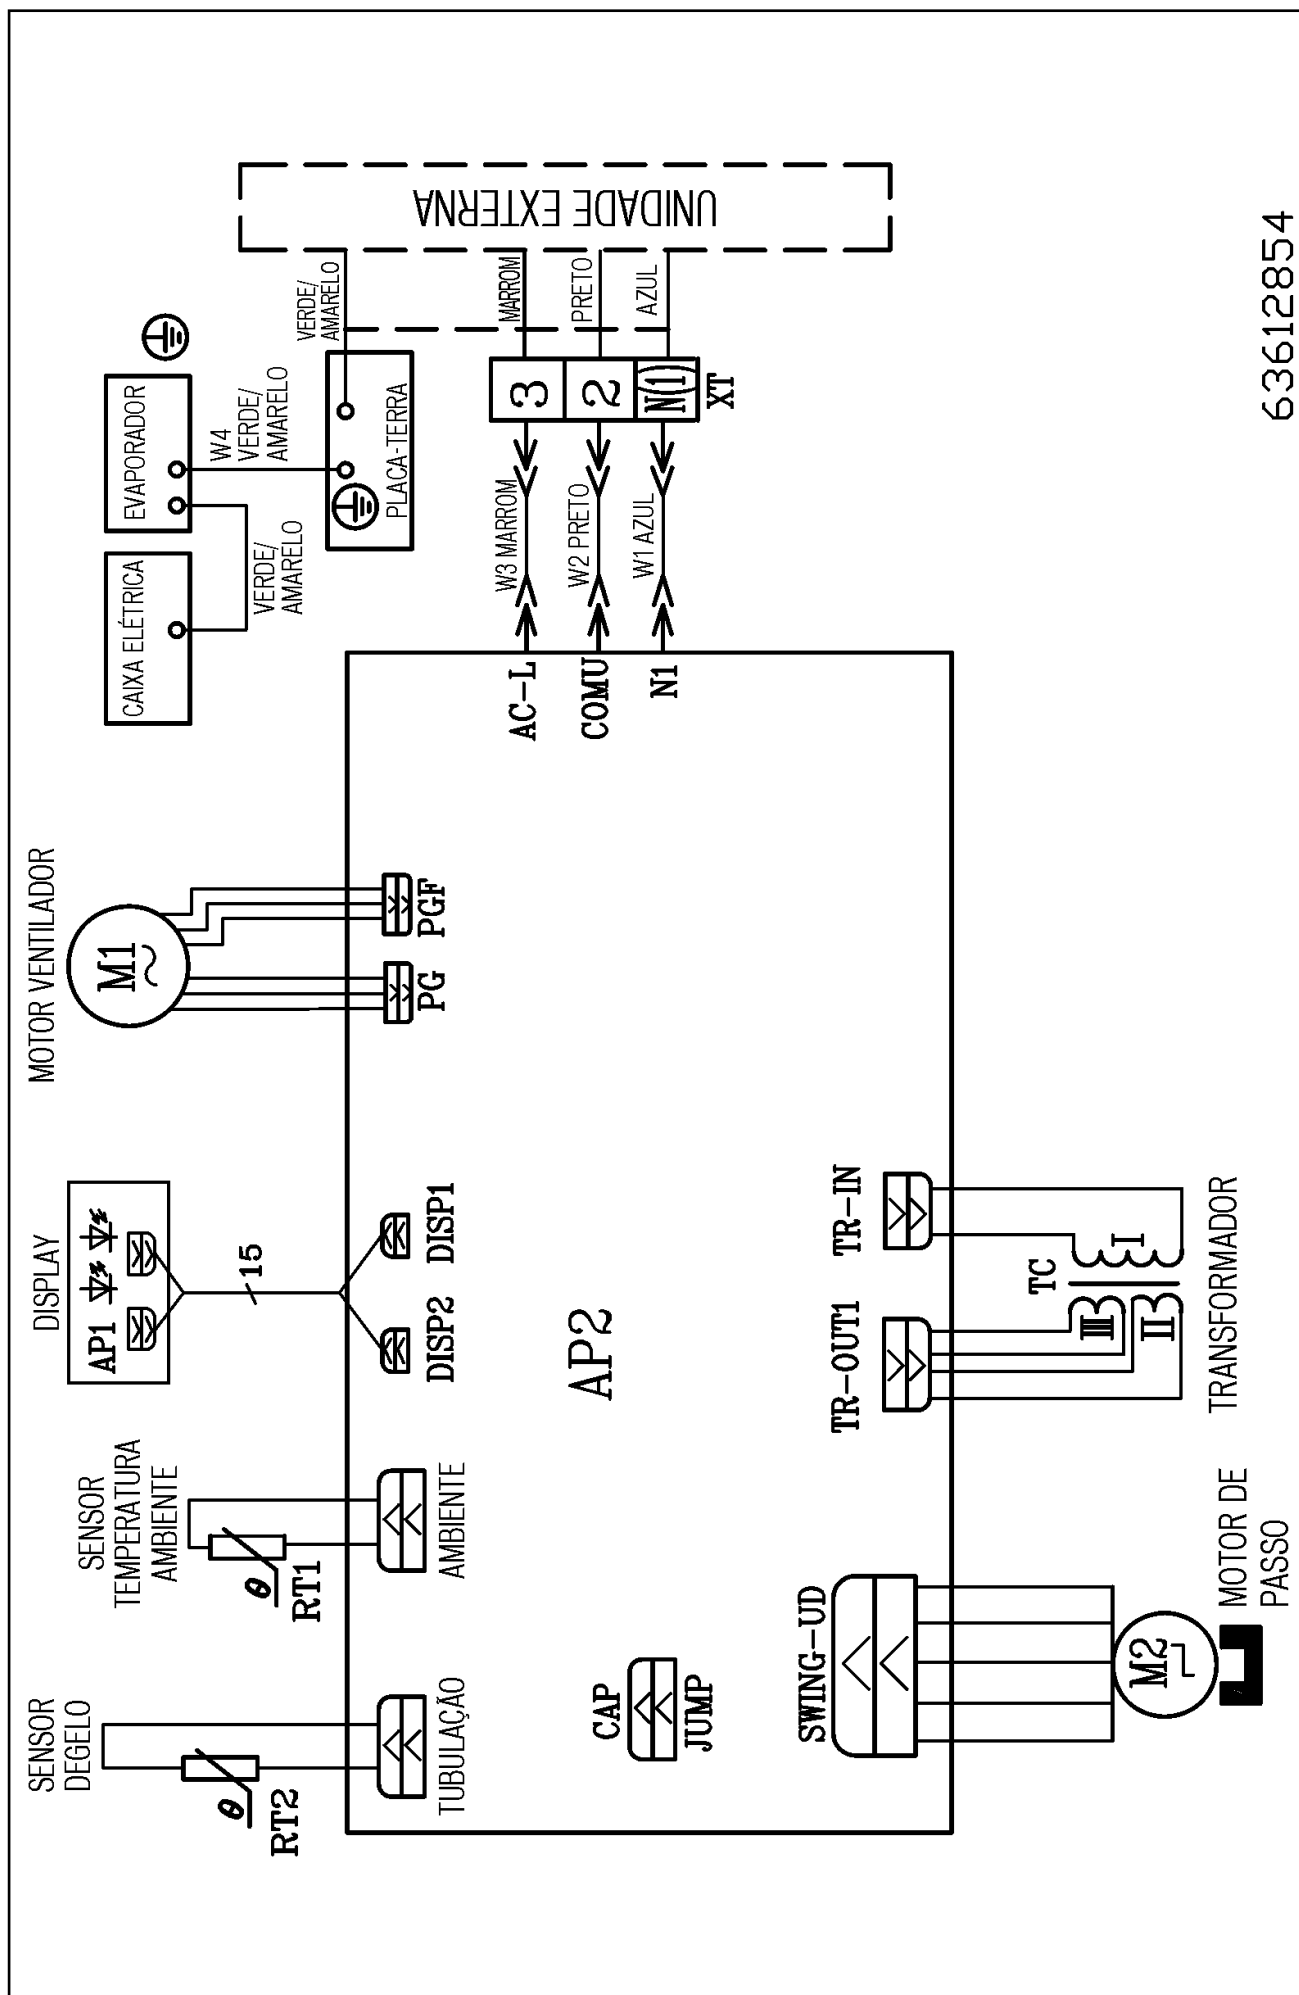 SENSOR
DEGELO
RT2
θ
TUBULAÇÃO
SENSOR
TEMPERATURA
AMBIENTE
RT1
θ
AMBIENTE
DISPLAY
AP1
15
DISP2
DISP1
MOTOR VENTILADOR
M1
PG
PGF
CAIXA ELÉTRICA
EVAPORADOR
VERDE/
AMARELO
W4
VERDE/
AMARELO
PLACA-TERRA
VERDE/
AMARELO
UNIDADE EXTERNA
AC-L
W3 MARROM
3
MARROM
COMU
W2 PRETO
2
PRETO
N1
W1 AZUL
N(1)
AZUL
XT
AP2
CAP
JUMP
SWING-UD
M2
MOTOR DE
PASSO
TR-OUT1
TR-IN
TC
III
II
I
TRANSFORMADOR
63612854